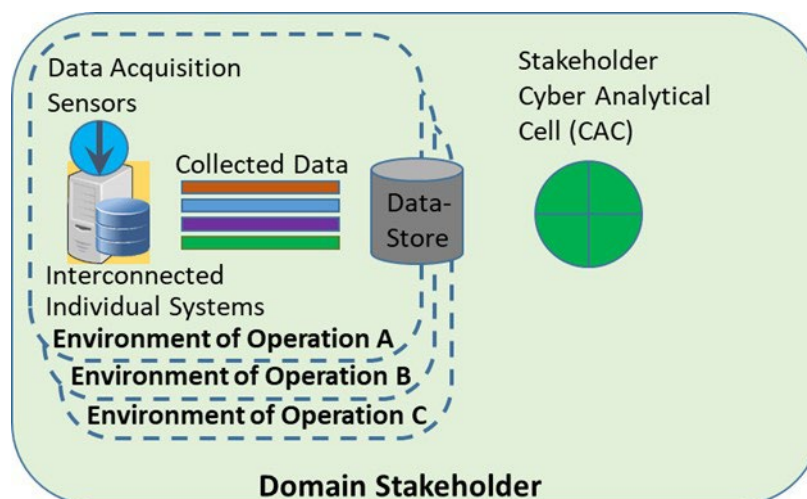 Data Acquisition
Sensors
Collected Data
Data-
Store
Interconnected
Individual Systems
Environment of Operation A
Environment of Operation B
Environment of Operation C
Stakeholder
Cyber Analytical
Cell (CAC)
Domain Stakeholder